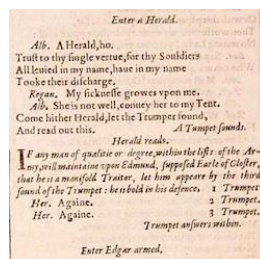 Enter a Herald.
Alb. A Herald,ho.
Trust to thy single vertue,for thy Souldiers
All leuied in my name,haue in my name
Tooke their discharge.
Regan. My sicknesse growes vpon me.
Alb. She is not well,conuey her to my Tent.
Come hither Herald,let the Trumpet sound,
And read out this. A Tumpet sounds.
Herald reads.
IF any man of qualitie or degree,within the lists of the Ar-
my,will maintaine vpon Edmund, supposed Earle of Gloster,
that he is a manifold Traitor, let him appeare by the third
sound of the Trumpet : he is bold in his defence. 1 Trumpet.
Her. Againe. 2 Trumpet.
Her. Againe. 3 Trumpet.
Trumpet answers within.
Enter Edgar armed.